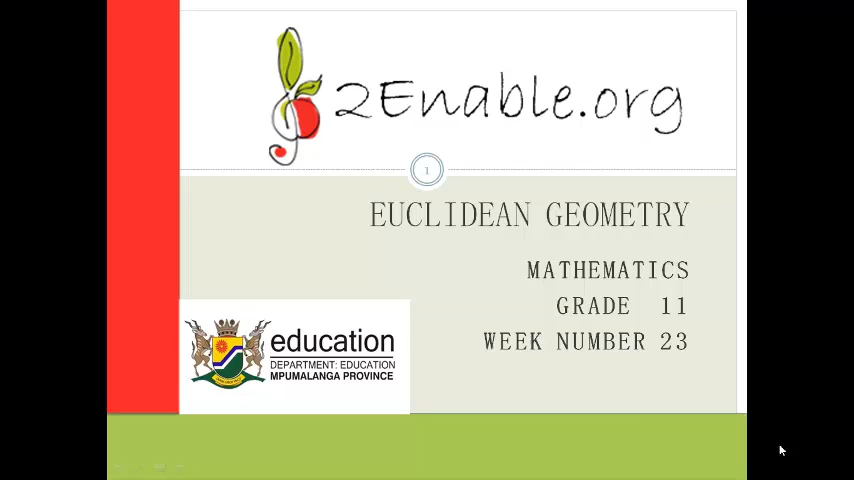 2Enable.org
1
EUCLIDEAN GEOMETRY
MATHEMATICS
GRADE 11
WEEK NUMBER 23
education
DEPARTMENT: EDUCATION
MPUMALANGA PROVINCE